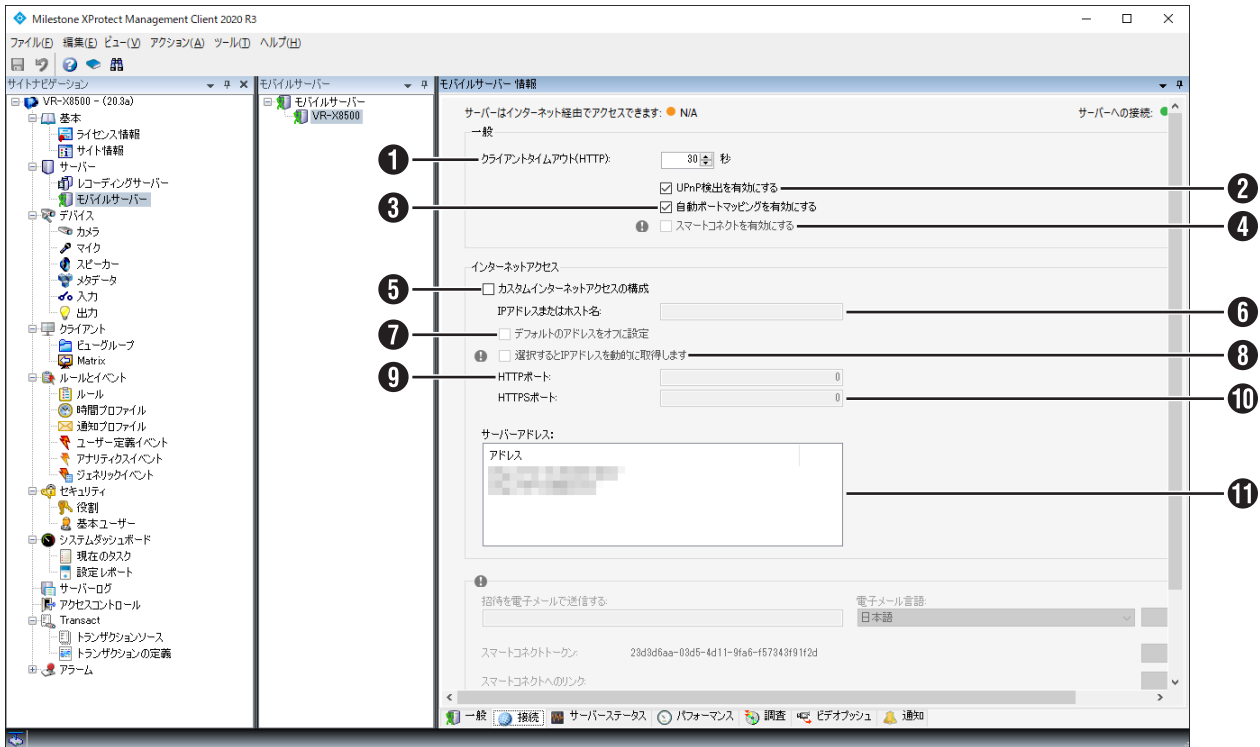 Milestone XProtect Management Client 2020 R3
ファイル(F) 編集(E) ビュー(V) アクション(A) ツール(T) ヘルプ(H)
サイトナビゲーション
VR-X8500 - (20.3a)
基本
ライセンス情報
サイト情報
サーバー
レコーディングサーバー
モバイルサーバー
デバイス
カメラ
マイク
スピーカー
メタデータ
入力
出力
クライアント
ビューグループ
Matrix
ルールとイベント
ルール
時間プロファイル
通知プロファイル
ユーザー定義イベント
アナリティクスイベント
ジェネリックイベント
セキュリティ
役割
基本ユーザー
システムダッシュボード
現在のタスク
設定レポート
サーバーログ
アクセスコントロール
Transact
トランザクションソース
トランザクションの定義
アラーム
モバイルサーバー
モバイルサーバー
VR-X8500
モバイルサーバー 情報
サーバーはインターネット経由でアクセスできます: N/A サーバーへの接続:
一般
❶ クライアントタイムアウト(HTTP): 30 秒
UPnP検出を有効にする ❷
❸ 自動ポートマッピングを有効にする
スマートコネクトを有効にする ❹
インターネットアクセス
❺ カスタムインターネットアクセスの構成
IPアドレスまたはホスト名: ❻
❼ デフォルトのアドレスをオフに設定
選択するとIPアドレスを動的に取得します ❽
❾ HTTPポート: 0
HTTPSポート: 0 ❿
サーバーアドレス:
アドレス
⓫
招待を電子メールで送信する: 電子メール言語:
日本語
スマートコネクトトークン: 23d3d6aa-03d5-4d11-9fa6-f57343f91f2d
スマートコネクトへのリンク:
一般 接続 サーバーステータス パフォーマンス 調査 ビデオプッシュ 通知